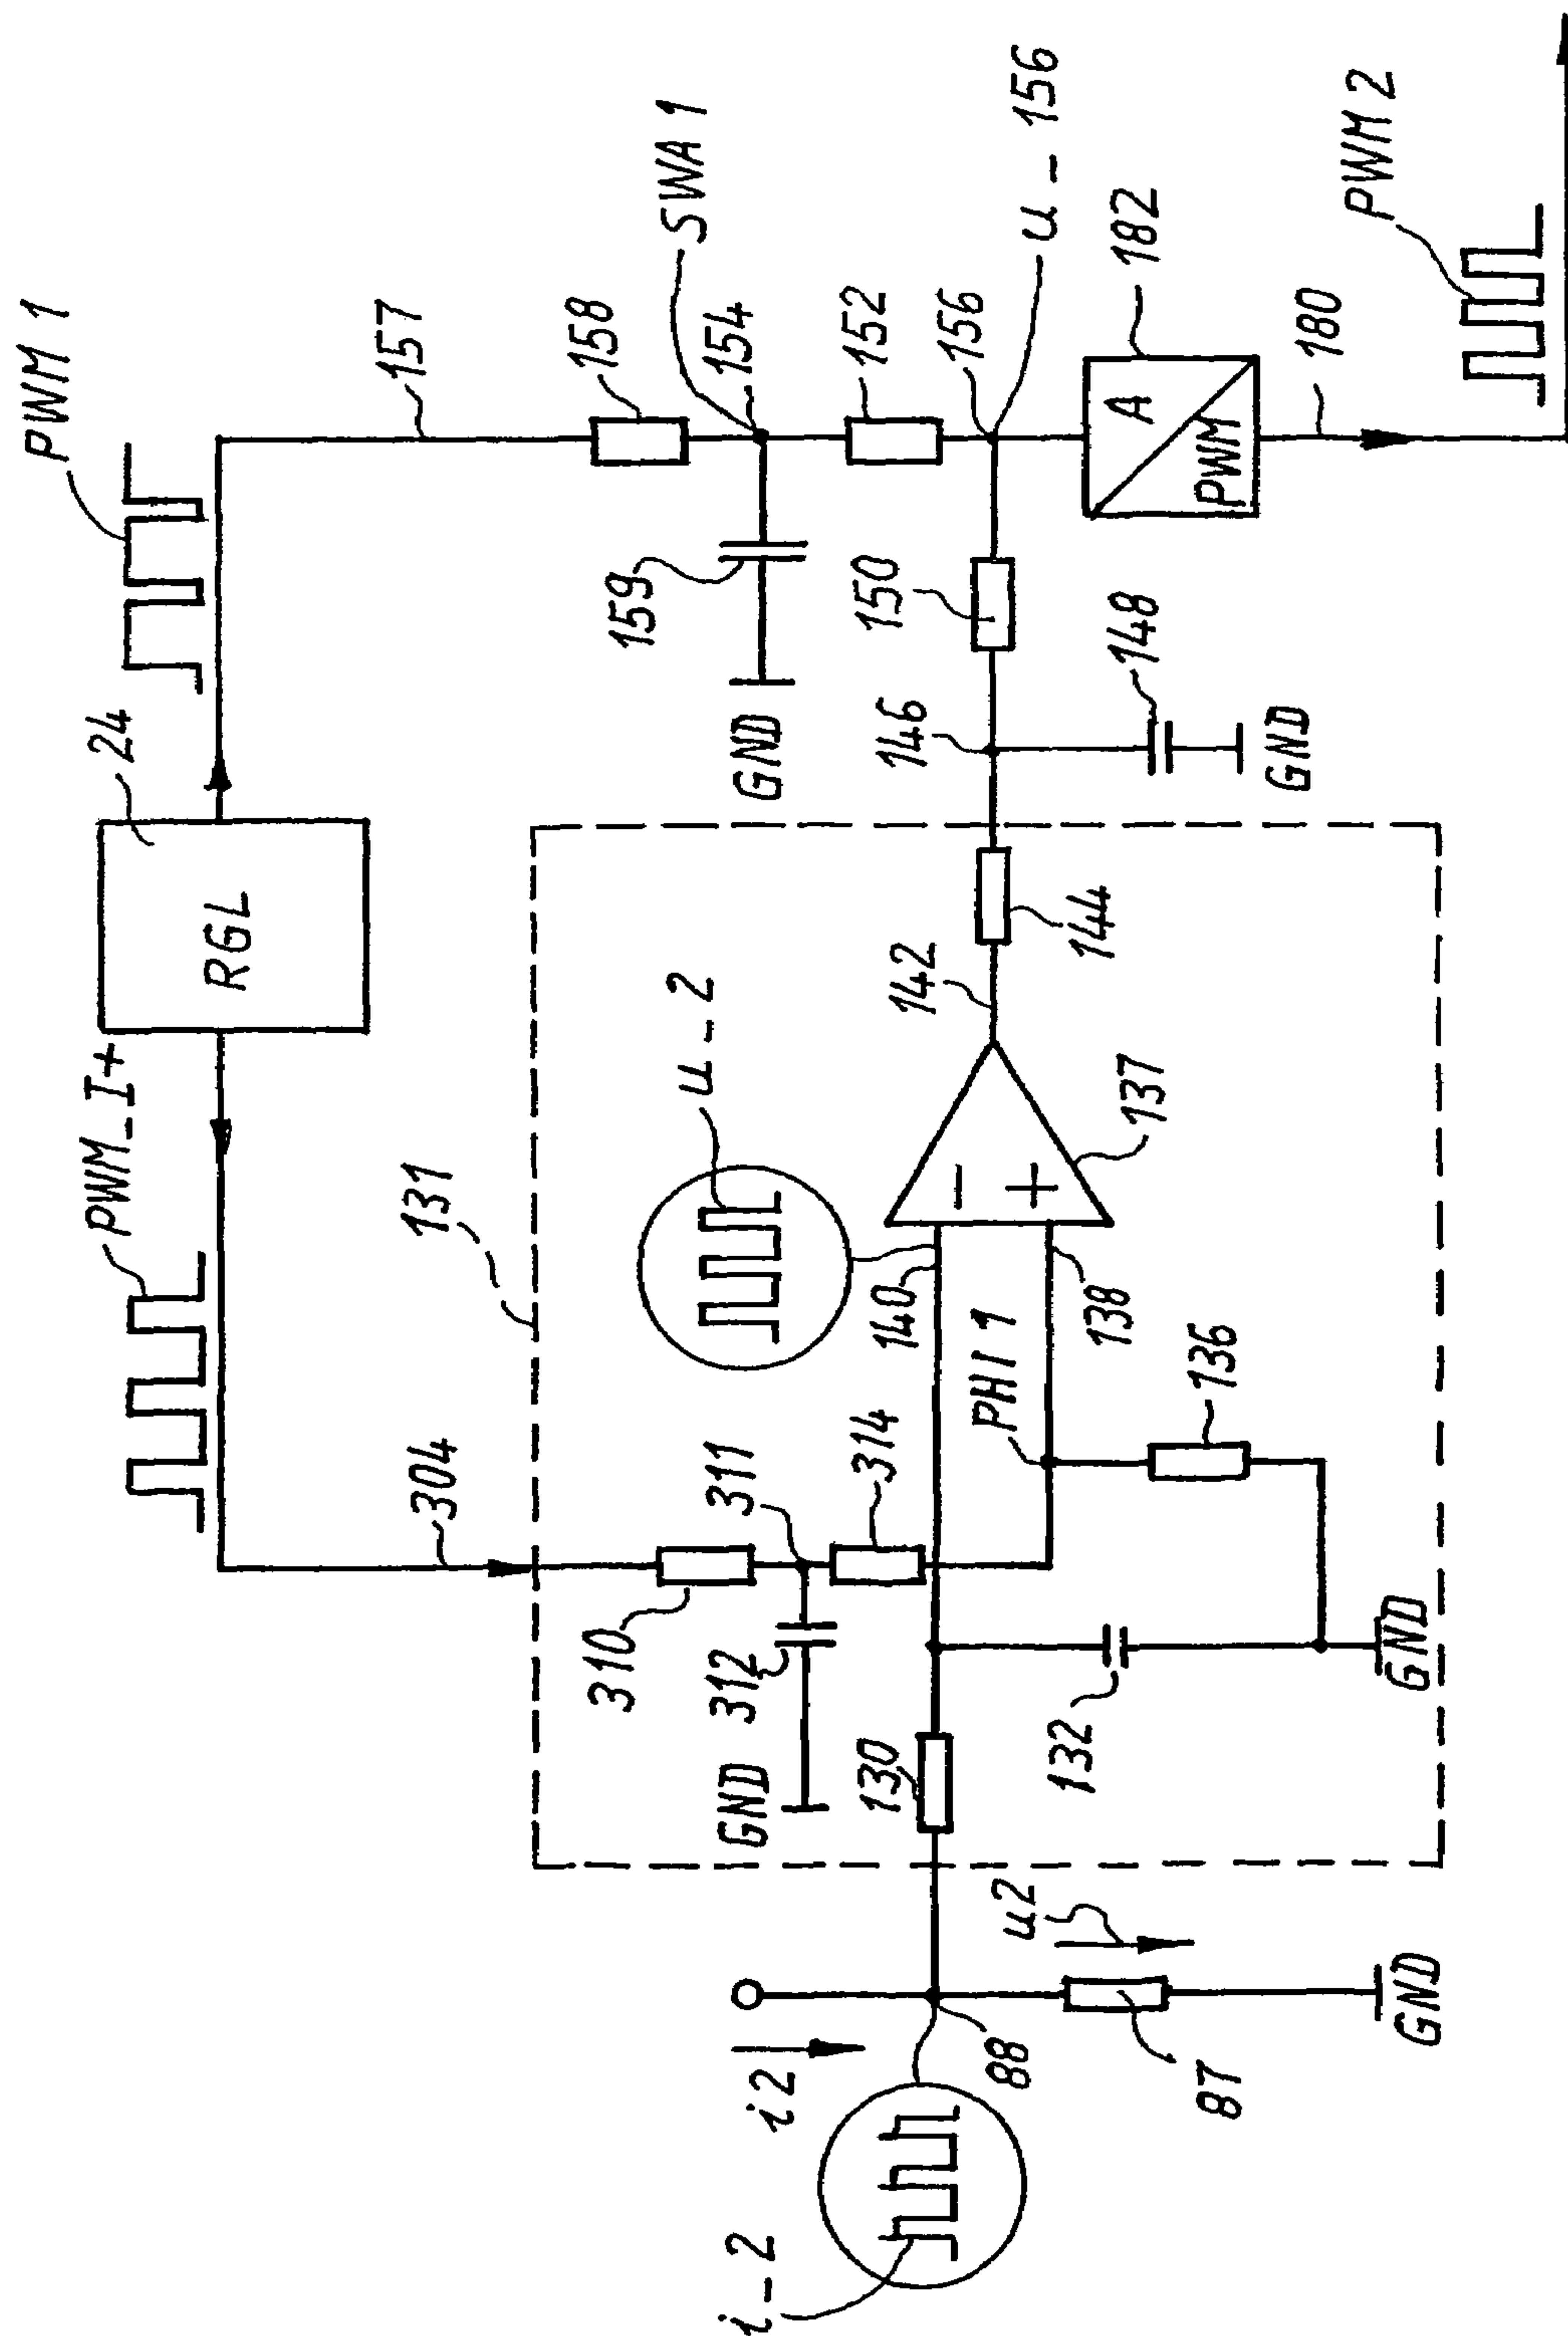 PWM_I+
24
PWM 1
RGL
157
304
131
158
SWA 1
154
159
GND
152
u_156
156
310
311
312
GND
314
u_2
142
144
146
150
148
GND
A
PWM
182
180
PWM 2
140
PHI 1
138
137
136
130
132
GND
i_2
i2
88
u2
87
GND